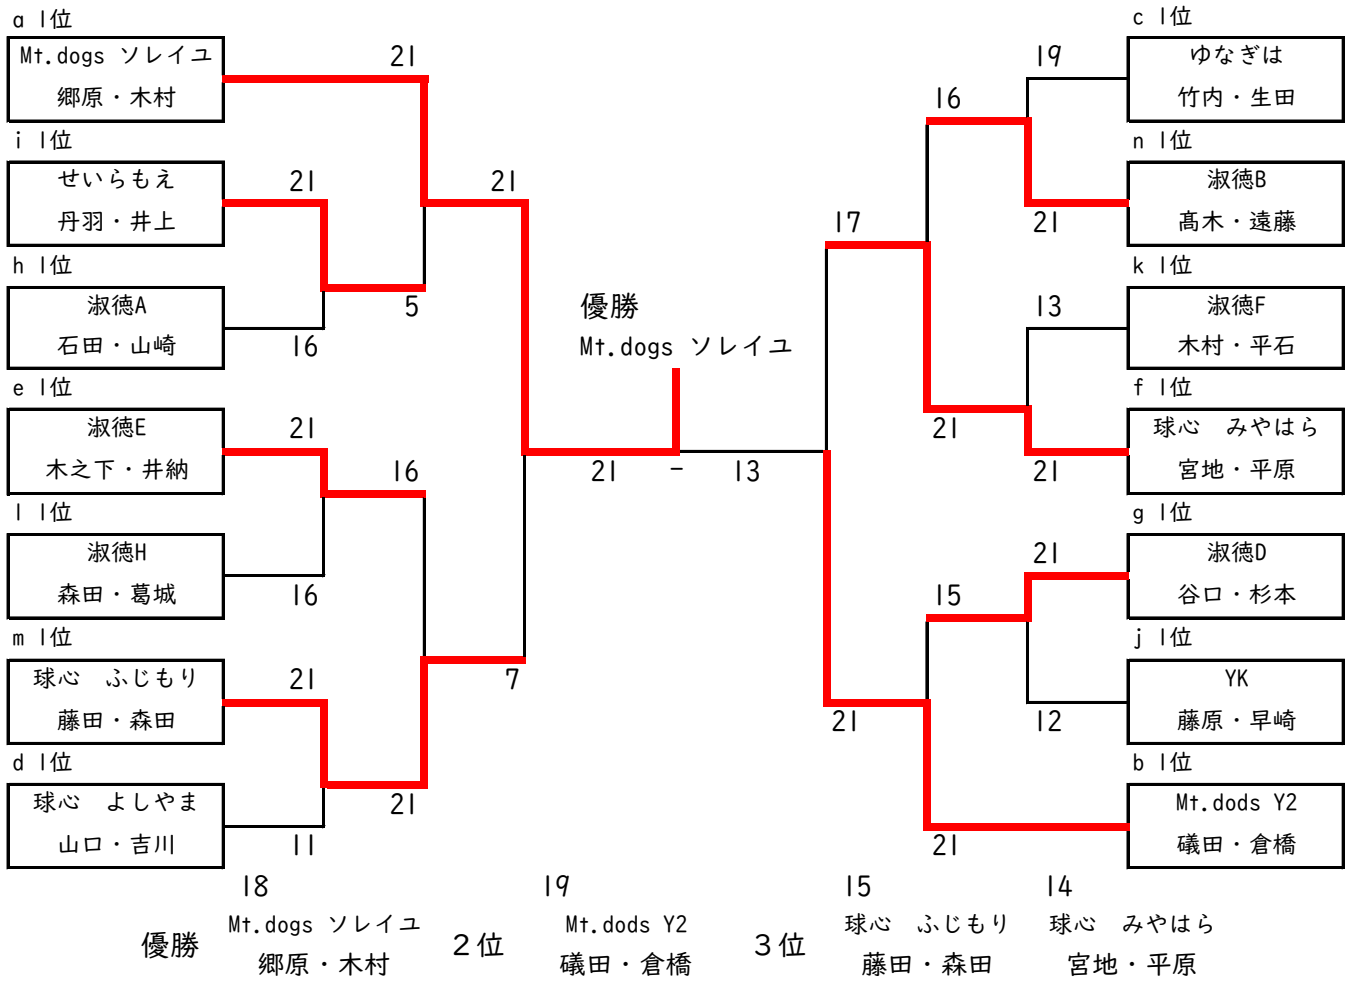 a 1位
Mt.dogs ソレイユ
郷原・木村
21
i 1位
せいらもえ
丹羽・井上
21
21
h 1位
淑徳A
石田・山崎
16
5
e 1位
淑徳E
木之下・井納
21
16
l 1位
淑徳H
森田・葛城
16
m 1位
球心　ふじもり
藤田・森田
21
7
d 1位
球心　よしやま
山口・吉川
11
21
優勝
Mt.dogs ソレイユ
21 － 13
c 1位
ゆなぎは
竹内・生田
19
16
n 1位
淑徳B
髙木・遠藤
21
17
k 1位
淑徳F
木村・平石
13
f 1位
球心　みやはら
宮地・平原
21
21
g 1位
淑徳D
谷口・杉本
21
15
j 1位
YK
藤原・早崎
12
21
b 1位
Mt.dods Y2
礒田・倉橋
21
18 19 15 14
優勝 Mt.dogs ソレイユ ２位 Mt.dods Y2 ３位 球心　ふじもり 球心　みやはら
郷原・木村 礒田・倉橋 藤田・森田 宮地・平原